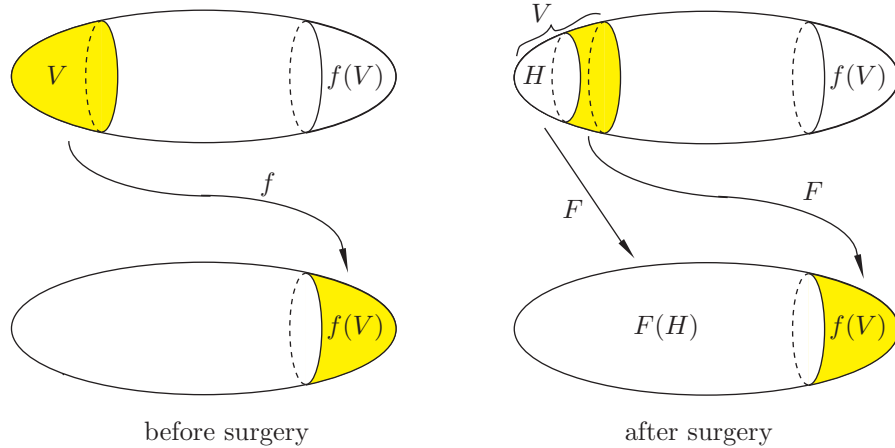 V
V
f(V)
H
f(V)
f
F
F
f(V)
F(H)
f(V)
before surgery
after surgery